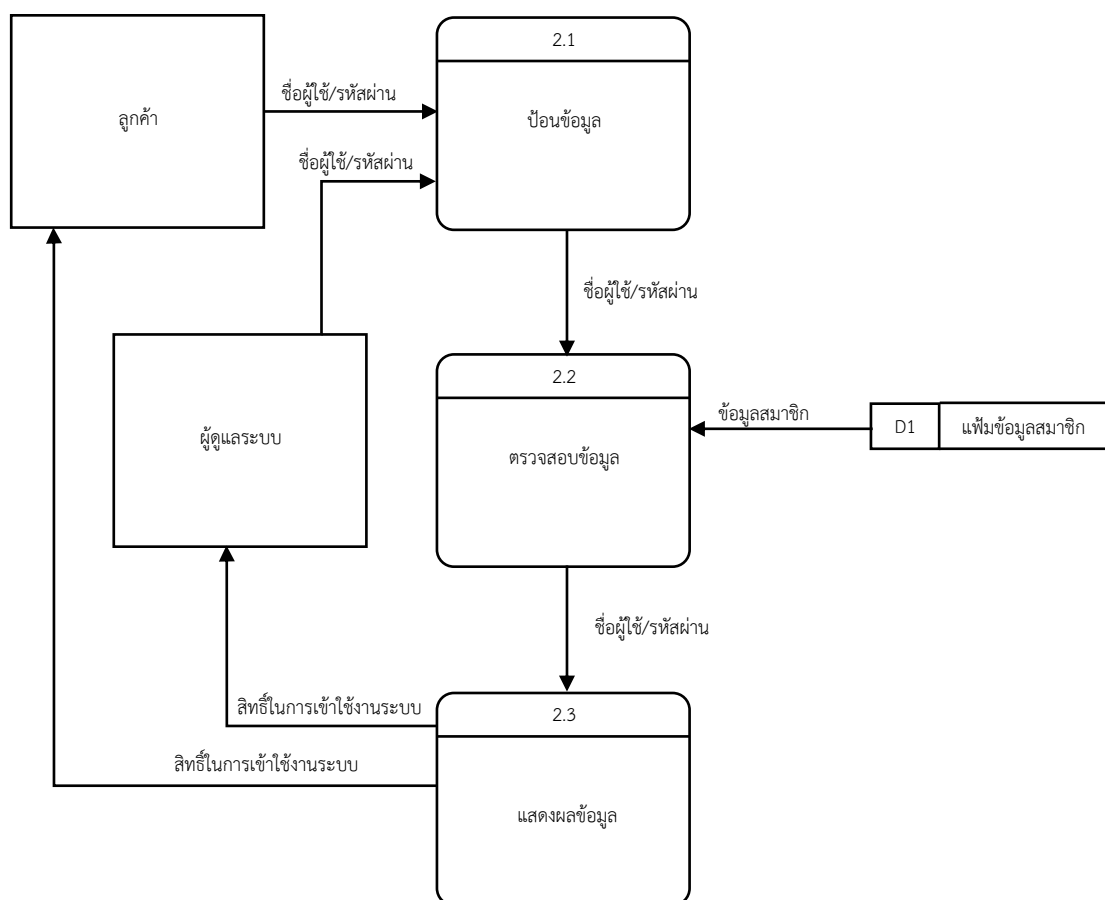 2.1
ลูกค้า
ชื่อผู้ใช้/รหัสผ่าน
ป้อนข้อมูล
ชื่อผู้ใช้/รหัสผ่าน
ชื่อผู้ใช้/รหัสผ่าน
2.2
ผู้ดูแลระบบ
ข้อมูลสมาชิก
D1
แฟ้มข้อมูลสมาชิก
ตรวจสอบข้อมูล
ชื่อผู้ใช้/รหัสผ่าน
สิทธิ์ในการเข้าใช้งานระบบ
2.3
สิทธิ์ในการเข้าใช้งานระบบ
แสดงผลข้อมูล